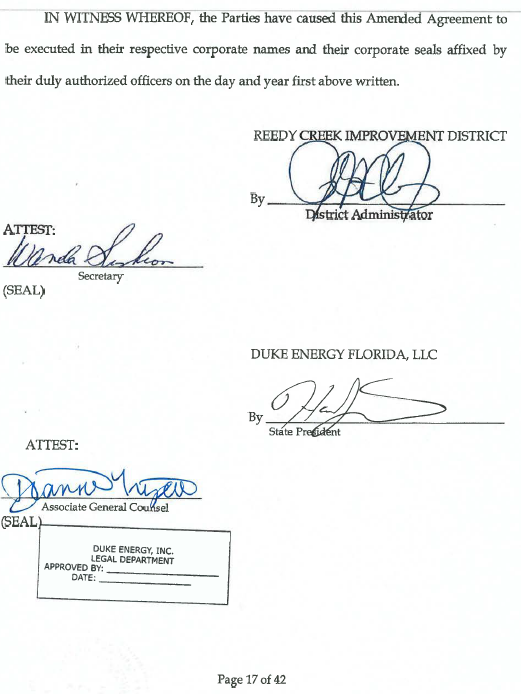 IN WITNESS WHEREOF, the Parties have caused this Amended Agreement to
be executed in their respective corporate names and their corporate seals affixed by
their duly authorized officers on the day and year first above written.
REEDY CREEK IMPROVEMENT DISTRICT
By
District Administrator
ATTEST:
Wanda
Secretary
(SEAL)
DUKE ENERGY FLORIDA, LLC
By
State President
ATTEST:
Dianne
Associate General Counsel
(SEAL)
DUKE ENERGY, INC.
LEGAL DEPARTMENT
APPROVED BY:
DATE:
Page 17 of 42